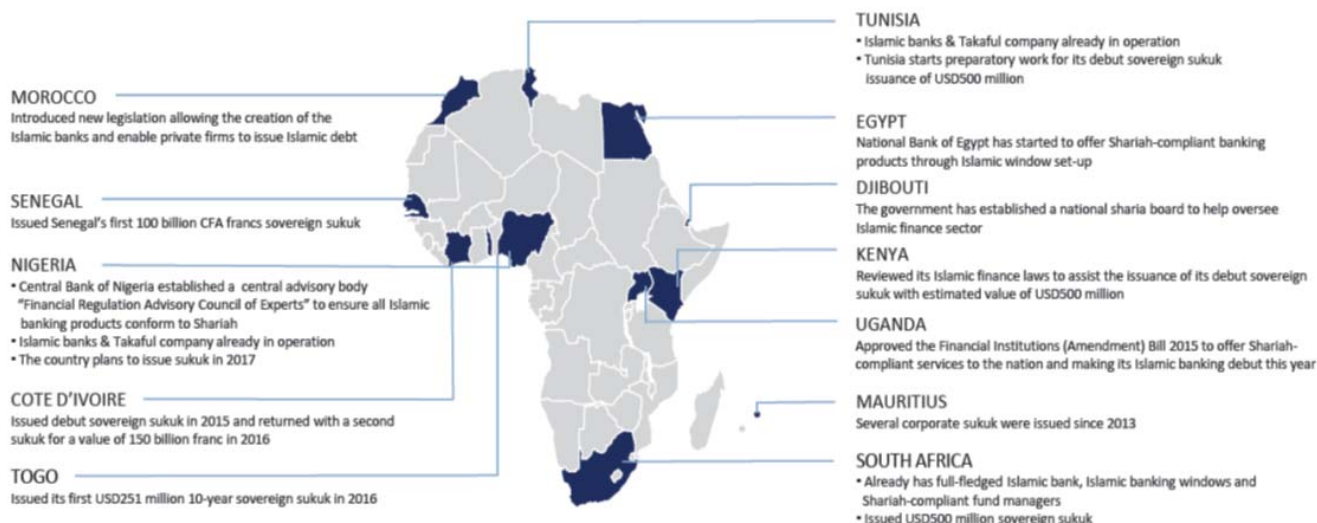 MOROCCO
Introduced new legislation allowing the creation of the
Islamic banks and enable private firms to issue Islamic debt
SENEGAL
Issued Senegal's first 100 billion CFA francs sovereign sukuk
NIGERIA
• Central Bank of Nigeria established a central advisory body
"Financial Regulation Advisory Council of Experts" to ensure all Islamic
banking products conform to Shariah
• Islamic banks & Takaful company already in operation
• The country plans to issue sukuk in 2017
COTE D'IVOIRE
Issued debut sovereign sukuk in 2015 and returned with a second
sukuk for a value of 150 billion franc in 2016
TOGO
Issued its first USD251 million 10-year sovereign sukuk in 2016
TUNISIA
• Islamic banks & Takaful company already in operation
• Tunisia starts preparatory work for its debut sovereign sukuk
issuance of USD500 million
EGYPT
National Bank of Egypt has started to offer Shariah-compliant banking
products through Islamic window set-up
DJIBOUTI
The government has established a national sharia board to help oversee
Islamic finance sector
KENYA
Reviewed its Islamic finance laws to assist the issuance of its debut sovereign
sukuk with estimated value of USD500 million
UGANDA
Approved the Financial Institutions (Amendment) Bill 2015 to offer Shariah-
compliant services to the nation and making its Islamic banking debut this year
MAURITIUS
Several corporate sukuk were issued since 2013
SOUTH AFRICA
• Already has full-fledged Islamic bank, Islamic banking windows and
Shariah-compliant fund managers
• Issued USD500 million sovereign sukuk